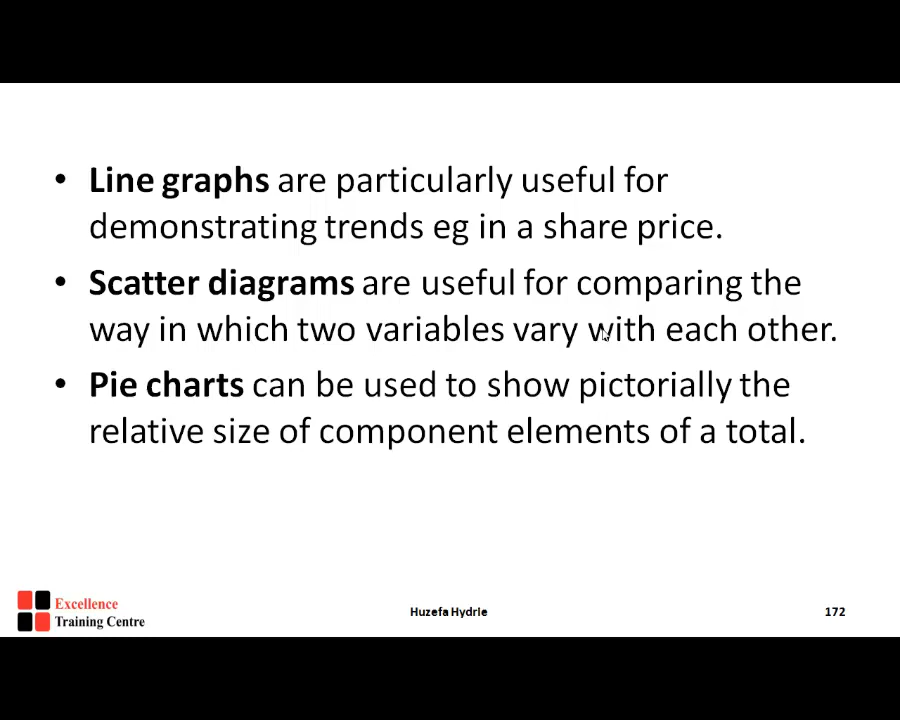 • Line graphs are particularly useful for
demonstrating trends eg in a share price.
• Scatter diagrams are useful for comparing the
way in which two variables vary with each other.
• Pie charts can be used to show pictorially the
relative size of component elements of a total.
Excellence
Training Centre
Huzefa Hydrie
172